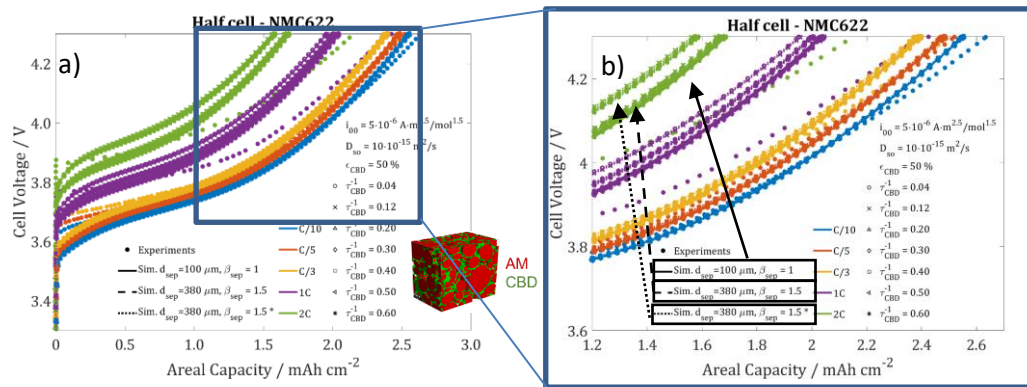 Half cell - NMC622
a)
Cell Voltage / V
4.2
4.0
3.8
3.6
3.4
i₀₀ = 5·10⁻⁶ A·m²·⁵/mol¹·⁵
Dₛₒ = 10·10⁻¹⁵ m²/s
ϵCBD = 50 %
○ τ⁻¹CBD = 0.04
× τ⁻¹CBD = 0.12
C/10 τ⁻¹CBD = 0.20
C/5 τ⁻¹CBD = 0.30
C/3 τ⁻¹CBD = 0.40
1C τ⁻¹CBD = 0.50
2C * τ⁻¹CBD = 0.60
Experiments
Sim. dsep=100 μm, βsep = 1
Sim. dsep=380 μm, βsep = 1.5
Sim. dsep=380 μm, βsep = 1.5 *
AM
CBD
0 0.5 1.0 1.5 2.0 2.5 3.0
Areal Capacity / mAh cm⁻²
Half cell - NMC622
b)
Cell Voltage / V
4.2
4.0
3.8
3.6
i₀₀ = 5·10⁻⁶ A·m²·⁵/mol¹·⁵
Dₛₒ = 10·10⁻¹⁵ m²/s
ϵCBD = 50 %
○ τ⁻¹CBD = 0.04
× τ⁻¹CBD = 0.12
C/10 τ⁻¹CBD = 0.20
C/5 τ⁻¹CBD = 0.30
C/3 τ⁻¹CBD = 0.40
1C τ⁻¹CBD = 0.50
2C * τ⁻¹CBD = 0.60
Experiments
Sim. dsep=100 μm, βsep = 1
Sim. dsep=380 μm, βsep = 1.5
Sim. dsep=380 μm, βsep = 1.5 *
1.2 1.4 1.6 1.8 2.0 2.2 2.4 2.6
Areal Capacity / mAh cm⁻²